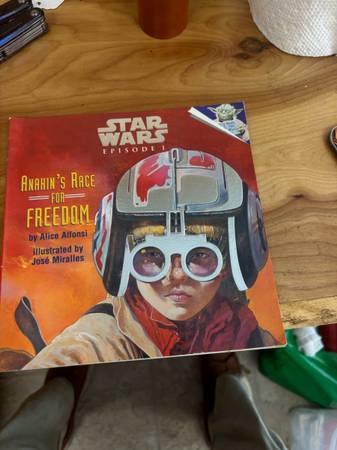 STAR
WARS
EPISODE I
ANAKIN'S RACE
FOR
FREEDOM
by Alice Alfonsi
illustrated by
José Miralles